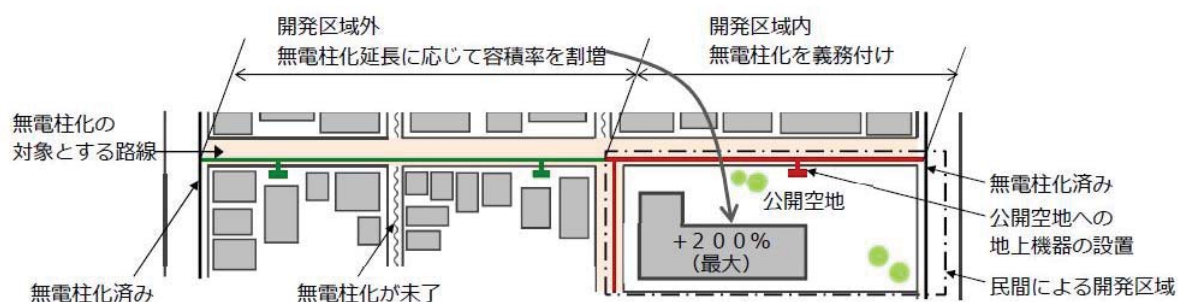 開発区域外
無電柱化延長に応じて容積率を割増
開発区域内
無電柱化を義務付け
無電柱化の
対象とする路線
公開空地
+200%
(最大)
無電柱化済み
公開空地への
地上機器の設置
民間による開発区域
無電柱化済み
無電柱化が未了